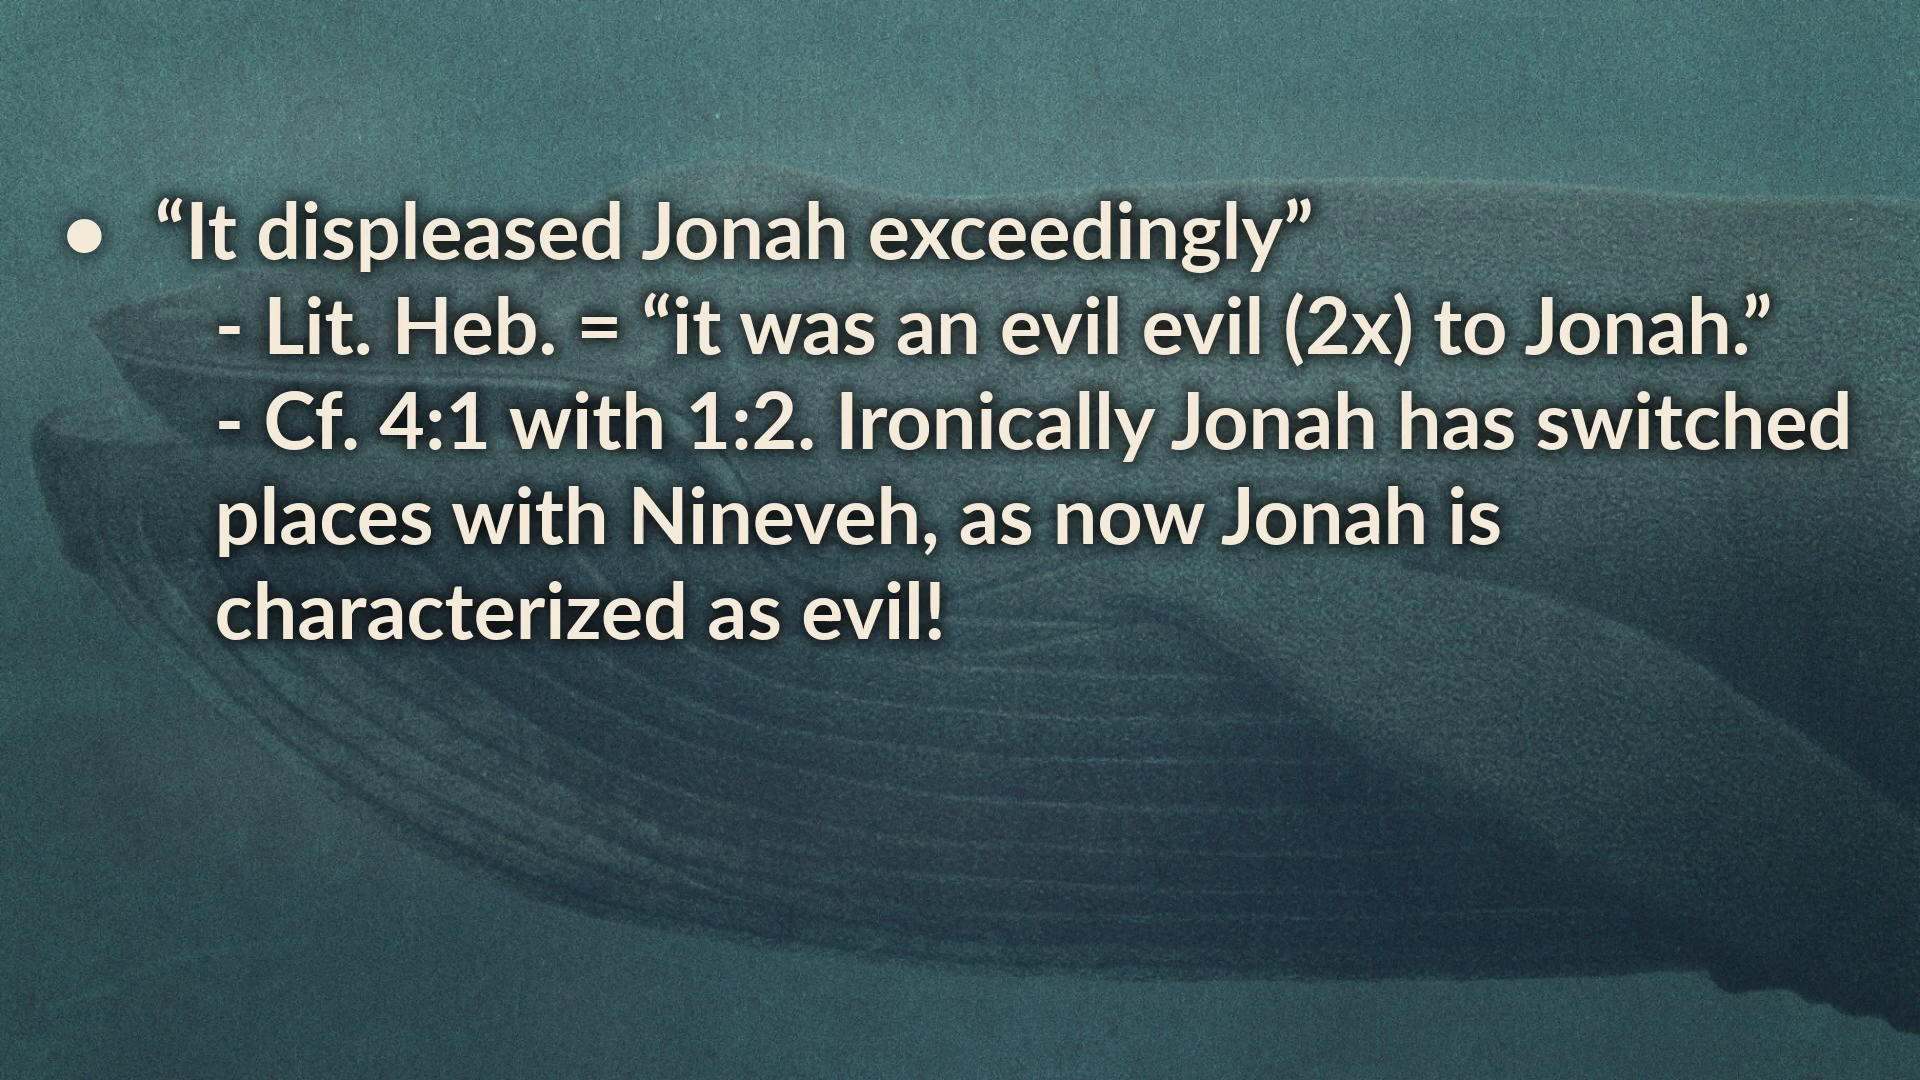 • “It displeased Jonah exceedingly”
- Lit. Heb. = “it was an evil evil (2x) to Jonah.”
- Cf. 4:1 with 1:2. Ironically Jonah has switched
places with Nineveh, as now Jonah is
characterized as evil!